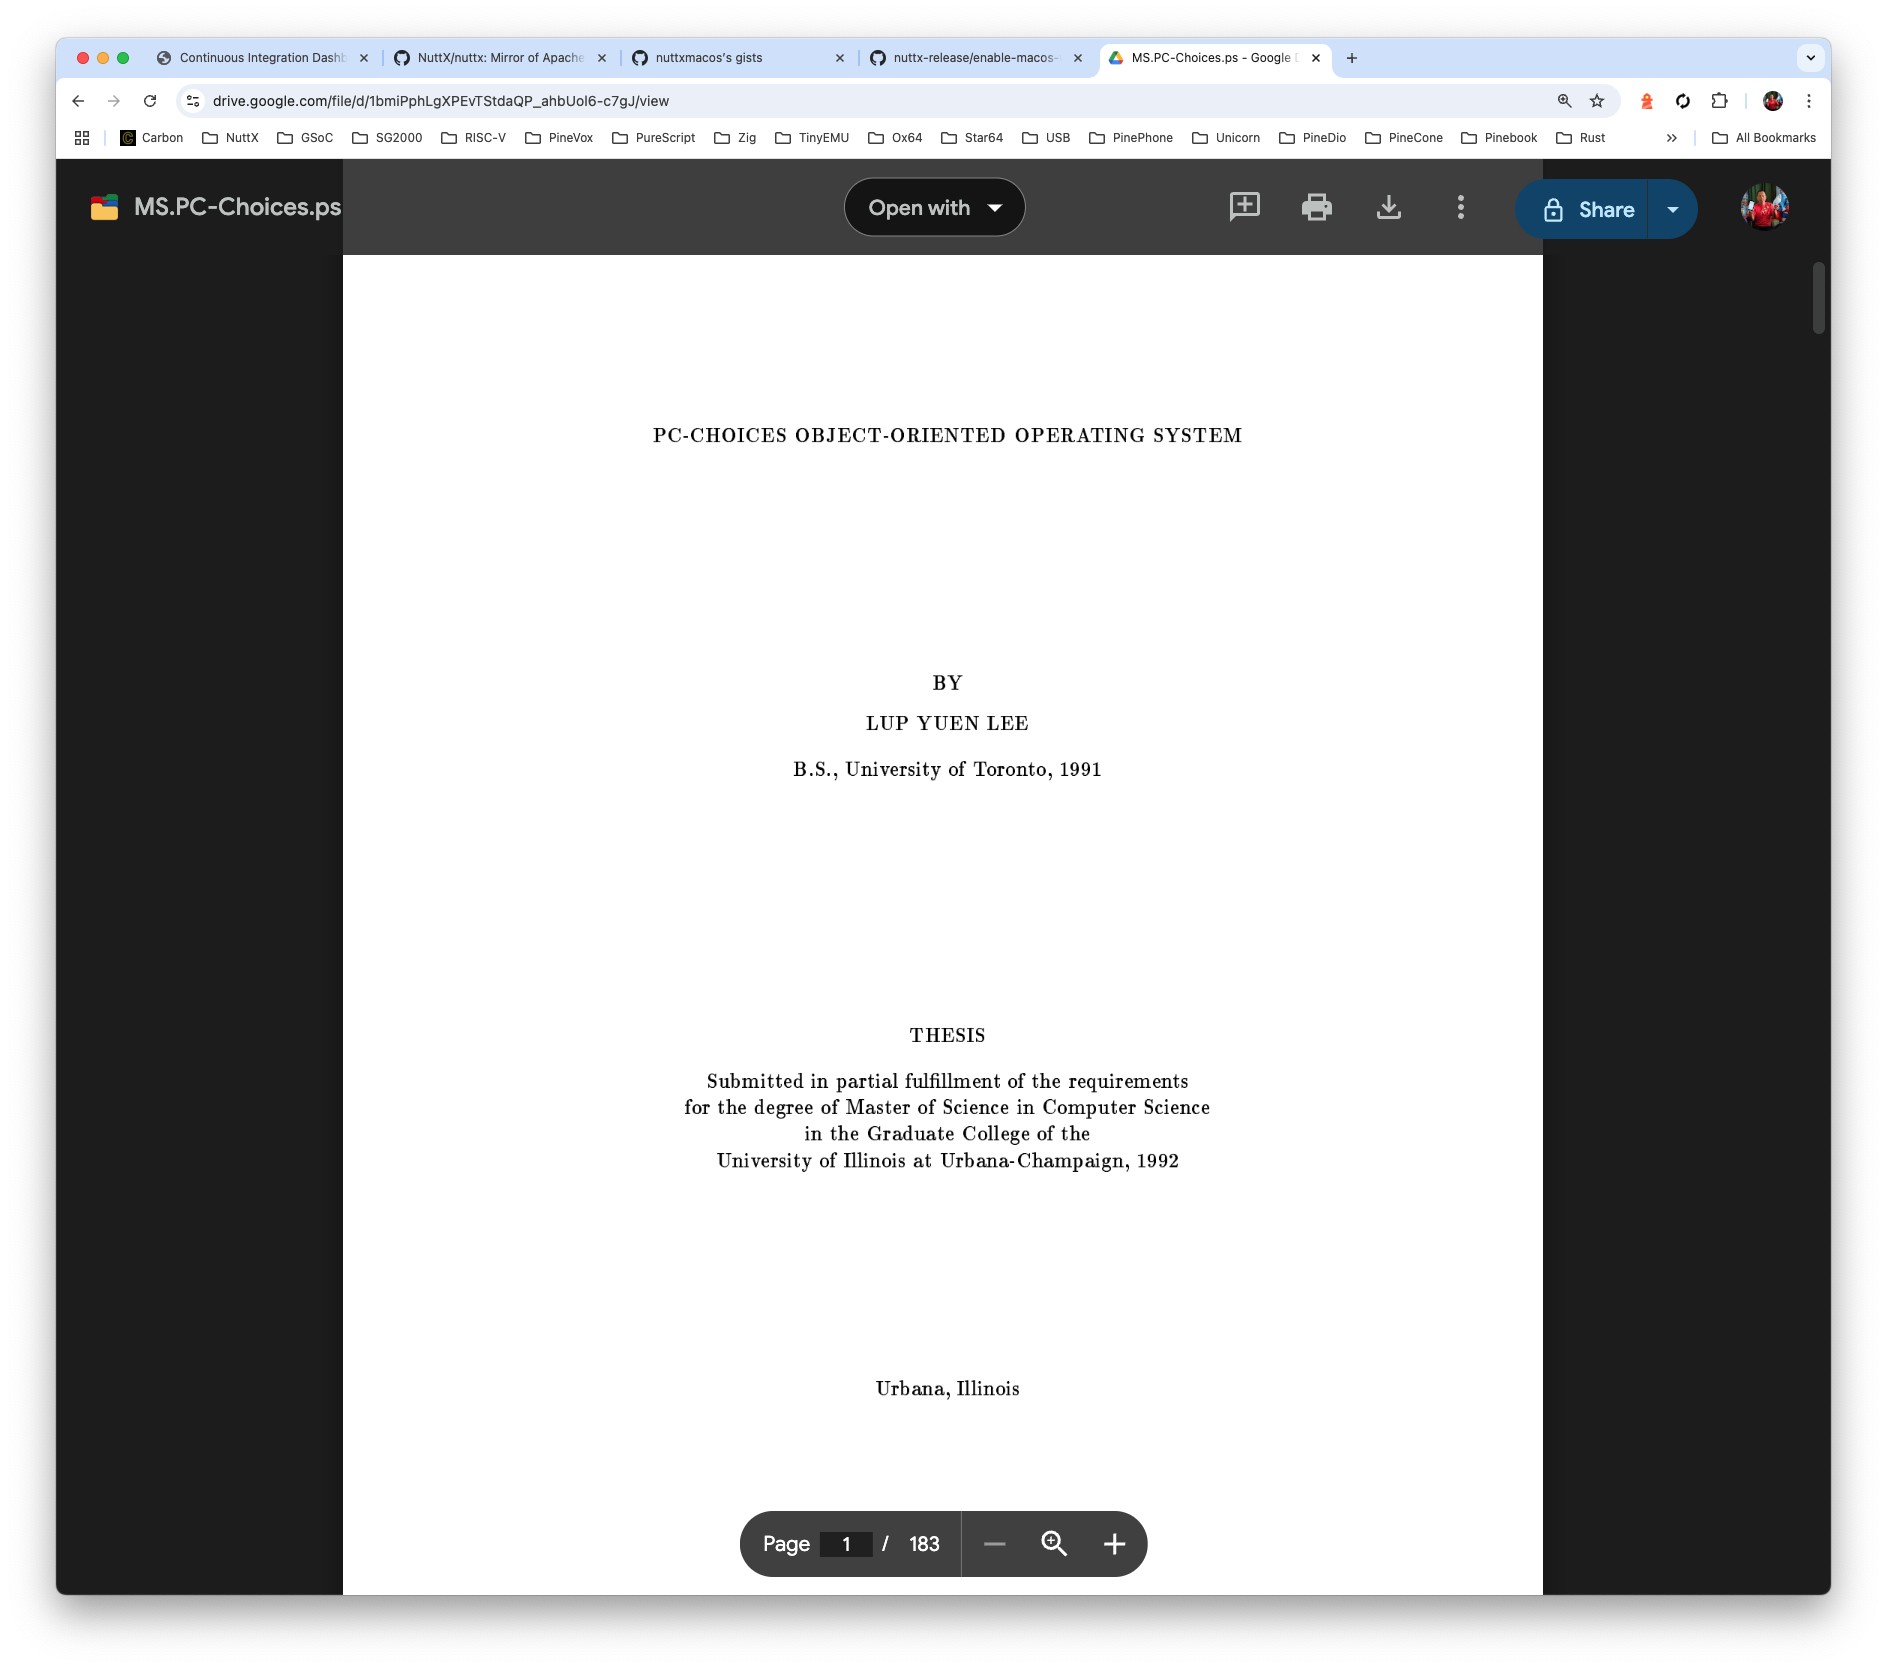 Continuous Integration Dashb
NuttX/nuttx: Mirror of Apache
nuttxmacos's gists
nuttx-release/enable-macos-
MS.PC-Choices.ps - Google D
drive.google.com/file/d/1bmiPphLgXPEvTStdaQP_ahbUoI6-c7gJ/view
Carbon NuttX GSoC SG2000 RISC-V PineVox PureScript Zig TinyEMU Ox64 Star64 USB PinePhone Unicorn PineDio PineCone Pinebook Rust » All Bookmarks
MS.PC-Choices.ps
Open with
Share
PC-CHOICES OBJECT-ORIENTED OPERATING SYSTEM
BY
LUP YUEN LEE
B.S., University of Toronto, 1991
THESIS
Submitted in partial fulfillment of the requirements
for the degree of Master of Science in Computer Science
in the Graduate College of the
University of Illinois at Urbana-Champaign, 1992
Urbana, Illinois
Page 1 / 183